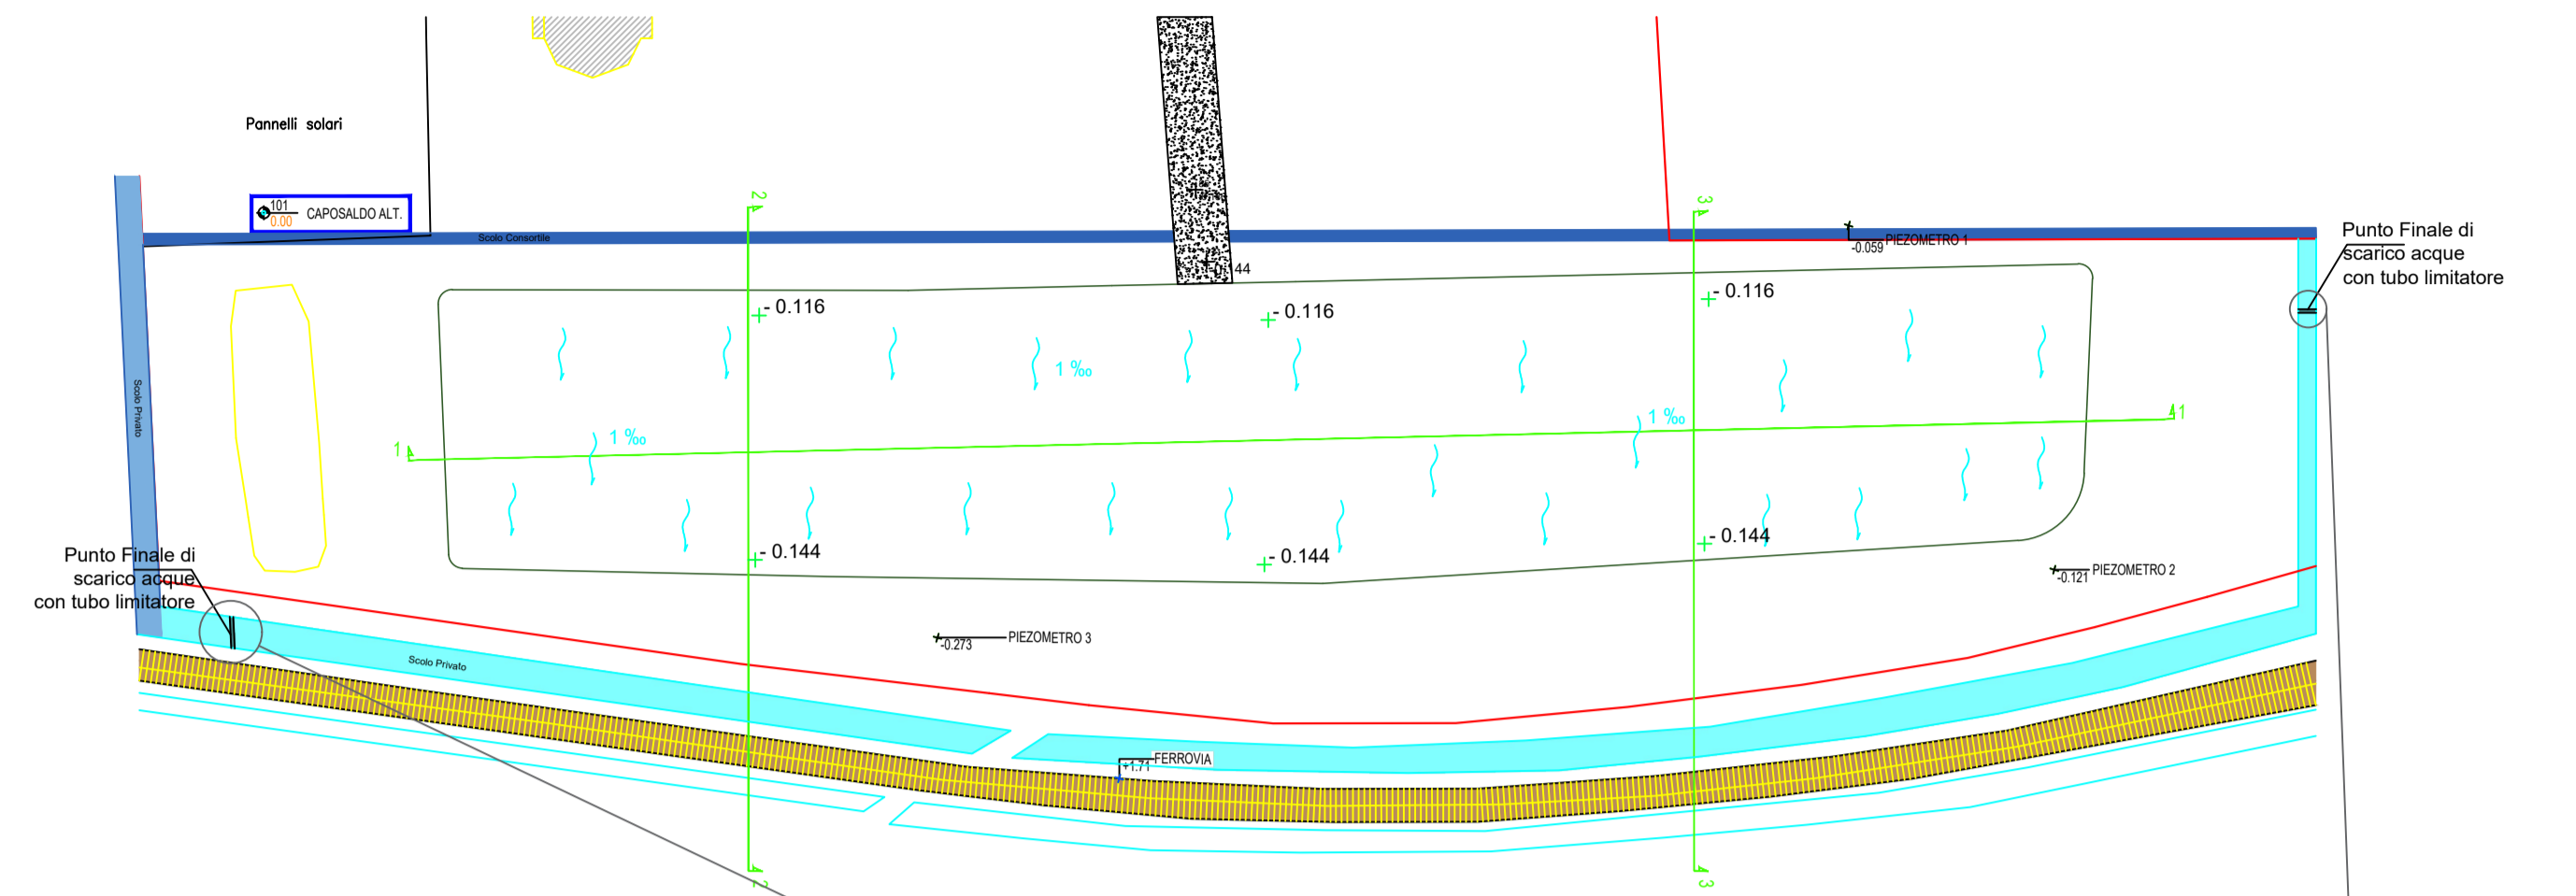 Pannelli solari
101
0.00
CAPOSALDO ALT.
2
3
Scolo Consortile
-0.059
PIEZOMETRO 1
Punto Finale di
scarico acque
con tubo limitatore
44
- 0.116
- 0.116
- 0.116
1 ‰
Scolo Privato
1 ‰
1 ‰
1
1
- 0.144
- 0.144
- 0.144
Punto Finale di
scarico acque
con tubo limitatore
-0.121
PIEZOMETRO 2
-0.273
PIEZOMETRO 3
Scolo Privato
+1.71
FERROVIA
3